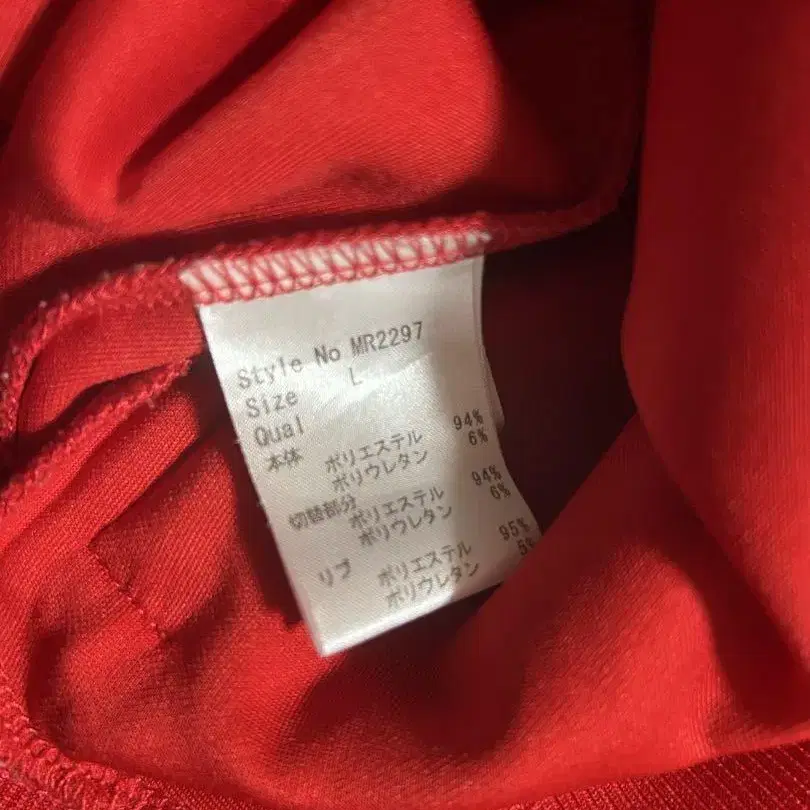 Style No MR2297
Size L
Qual
本体 ポリエステル 94%
ポリウレタン 6%
切替部分 ポリエステル 94%
ポリウレタン 6%
リブ ポリエステル 95%
ポリウレタン 5%